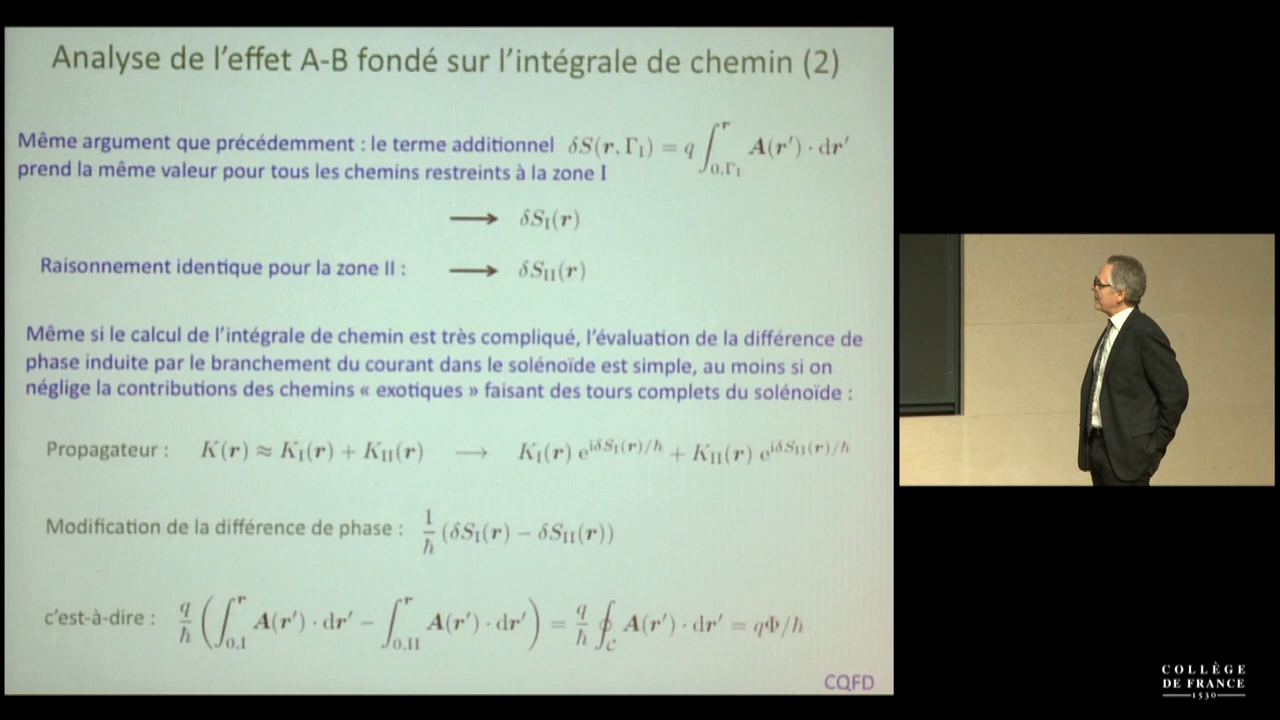 Analyse de l'effet A-B fondé sur l'intégrale de chemin (2)
Même argument que précédemment : le terme additionnel δS(r, Γ_I) = q ∫_{0,Γ_I}^{r} A(r′) · dr′
prend la même valeur pour tous les chemins restreints à la zone I
⟶ δS_I(r)
Raisonnement identique pour la zone II : ⟶ δS_II(r)
Même si le calcul de l'intégrale de chemin est très compliqué, l'évaluation de la différence de
phase induite par le branchement du courant dans le solénoïde est simple, au moins si on
néglige la contributions des chemins « exotiques » faisant des tours complets du solénoïde :
Propagateur : K(r) ≈ K_I(r) + K_II(r) ⟶ K_I(r) e^{iδS_I(r)/ħ} + K_II(r) e^{iδS_II(r)/ħ}
Modification de la différence de phase : 1/ħ (δS_I(r) − δS_II(r))
c'est-à-dire : q/ħ (∫_{0,I}^{r} A(r′) · dr′ − ∫_{0,II}^{r} A(r′) · dr′) = q/ħ ∮_C A(r′) · dr′ = qΦ/ħ
CQFD
COLLÈGE
DE FRANCE
1530